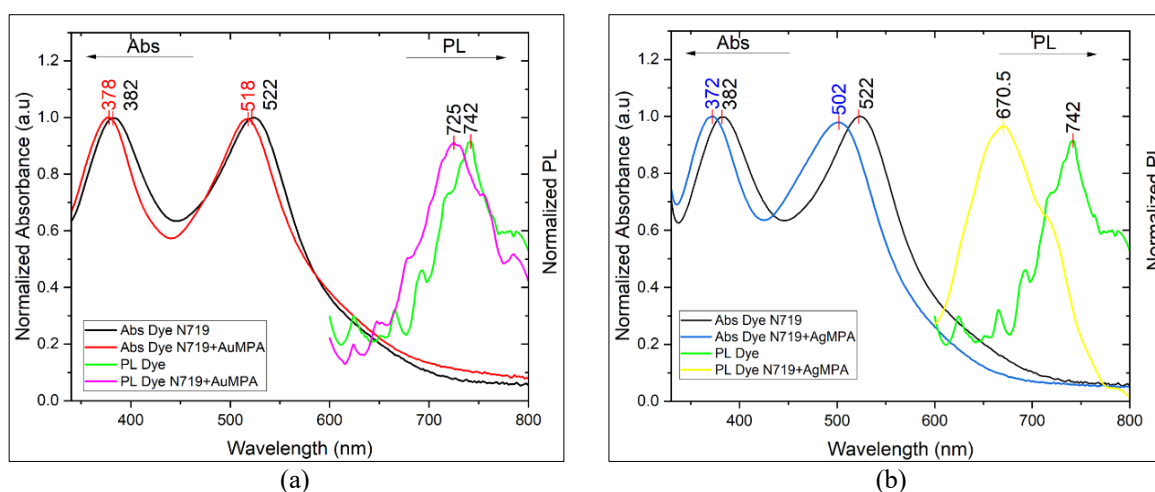 Abs
PL
378
382
518
522
725
742
Normalized Absorbance (a.u)
1.2
1.0
0.8
0.6
0.4
0.2
0.0
Normalized PL
Abs Dye N719
Abs Dye N719+AuMPA
PL Dye
PL Dye N719+AuMPA
400
500
600
700
800
Wavelength (nm)
(a)
Abs
PL
372
382
502
522
670.5
742
Normalized Absorbance (a.u)
1.2
1.0
0.8
0.6
0.4
0.2
0.0
Normalized PL
Abs Dye N719
Abs Dye N719+AgMPA
PL Dye
PL Dye N719+AgMPA
400
500
600
700
800
Wavelength (nm)
(b)